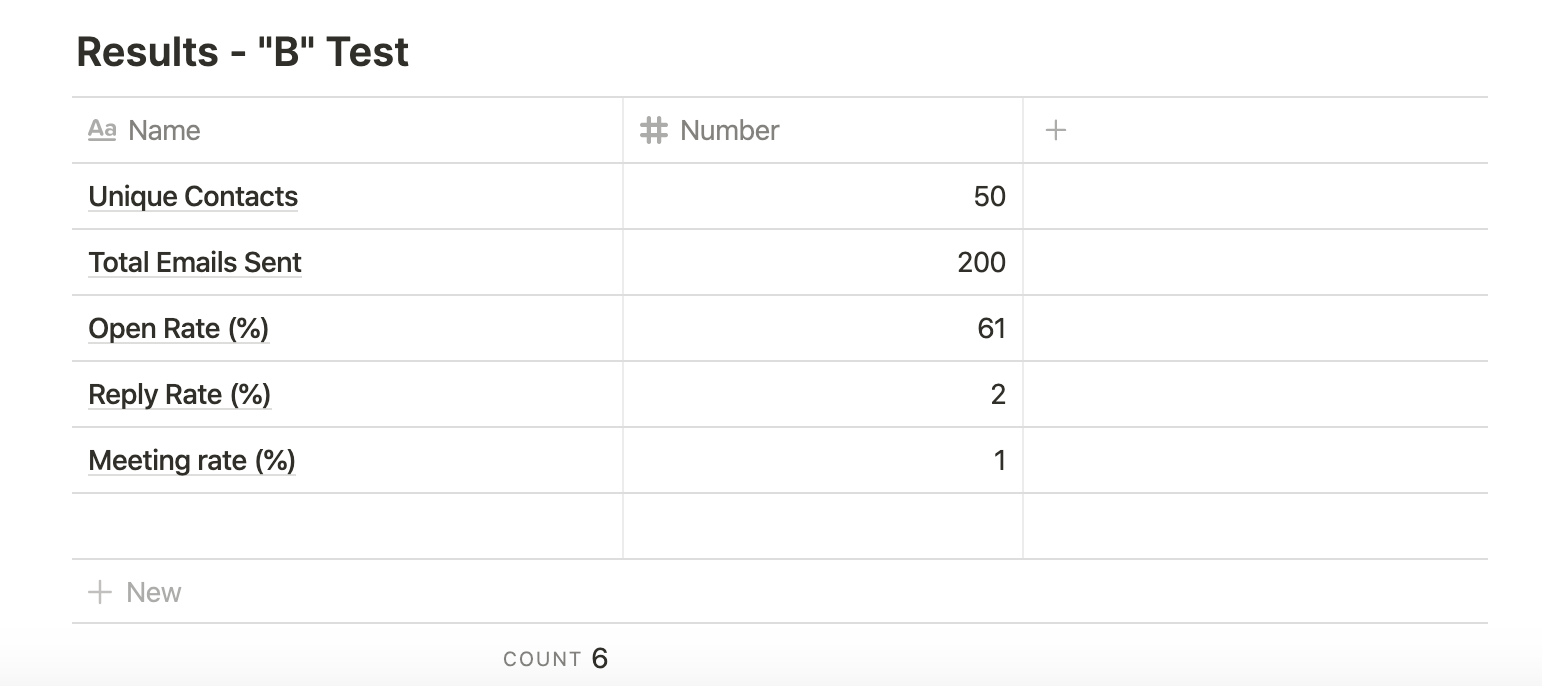 Results - "B" Test
Aa Name Number
Unique Contacts 50
Total Emails Sent 200
Open Rate (%) 61
Reply Rate (%) 2
Meeting rate (%) 1
New
COUNT 6